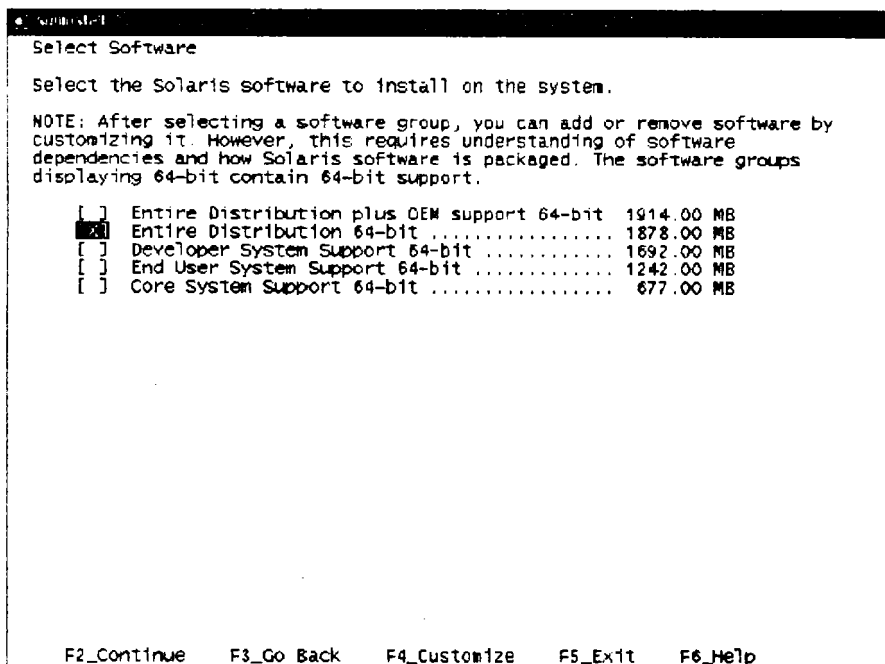 Select Software
Select the Solaris software to install on the system.
NOTE: After selecting a software group, you can add or remove software by
customizing it. However, this requires understanding of software
dependencies and how Solaris software is packaged. The software groups
displaying 64-bit contain 64-bit support.
[ ] Entire Distribution plus OEM support 64-bit 1914.00 MB
[X] Entire Distribution 64-bit ................. 1878.00 MB
[ ] Developer System Support 64-bit ............ 1692.00 MB
[ ] End User System Support 64-bit ............. 1242.00 MB
[ ] Core System Support 64-bit ................. 677.00 MB
F2_Continue F3_Go Back F4_Customize F5_Exit F6_Help